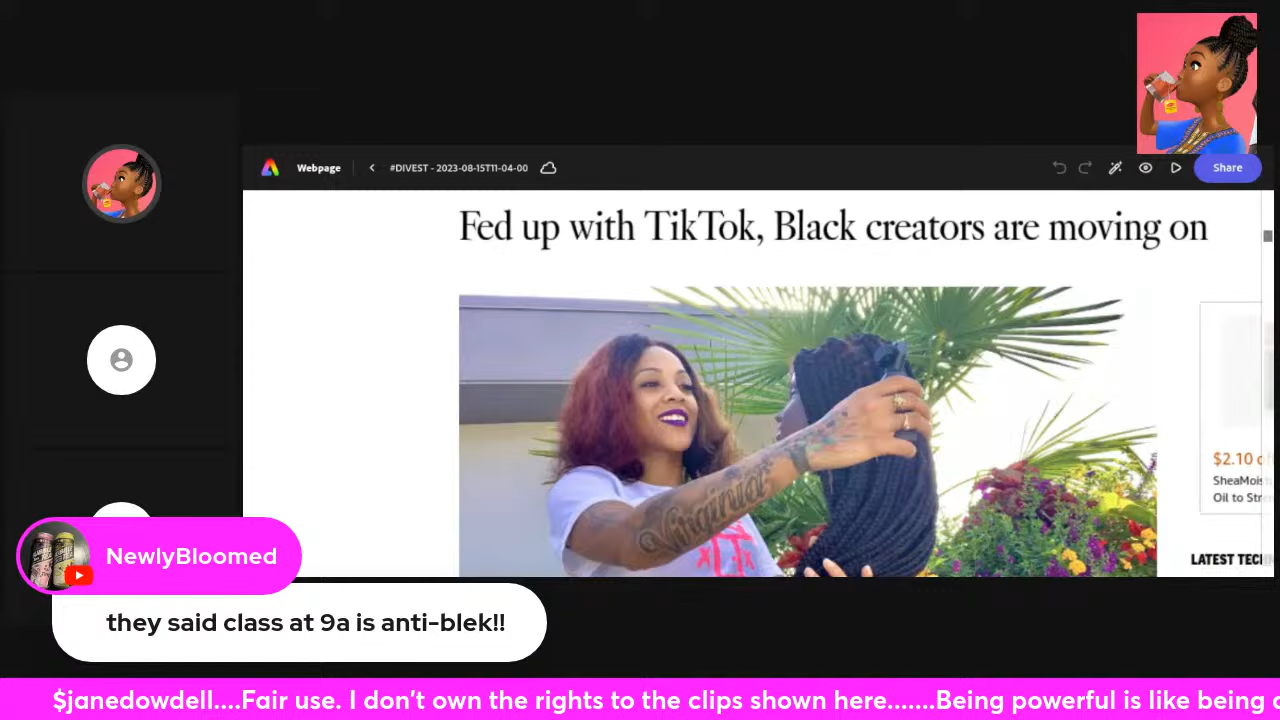 Webpage
#DIVEST - 2023-08-15T11-04-00
Share
Fed up with TikTok, Black creators are moving on
Virginia
$2.10
SheaMois
Oil to Stre
LATEST TECH
NewlyBloomed
they said class at 9a is anti-blek!!
$janedowdell....Fair use. I don't own the rights to the clips shown here.......Being powerful is like being